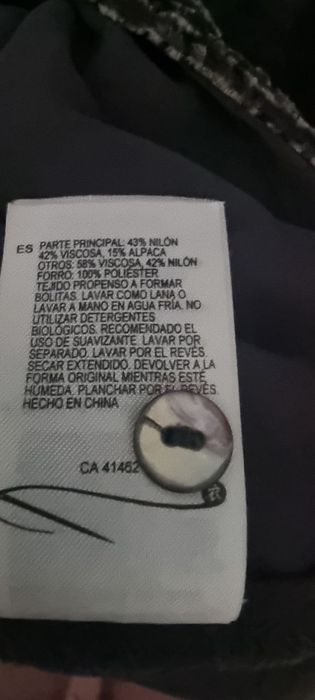 ES PARTE PRINCIPAL: 43% NILÓN
42% VISCOSA, 15% ALPACA
OTROS: 58% VISCOSA, 42% NILÓN
FORRO: 100% POLIÉSTER
TEJIDO PROPENSO A FORMAR
BOLITAS. LAVAR COMO LANA O
LAVAR A MANO EN AGUA FRÍA. NO
UTILIZAR DETERGENTES
BIOLÓGICOS. RECOMENDADO EL
USO DE SUAVIZANTE. LAVAR POR
SEPARADO. LAVAR POR EL REVÉS.
SECAR EXTENDIDO. DEVOLVER A LA
FORMA ORIGINAL MIENTRAS ESTÉ
HÚMEDA. PLANCHAR POR EL REVÉS.
HECHO EN CHINA
CA 41462